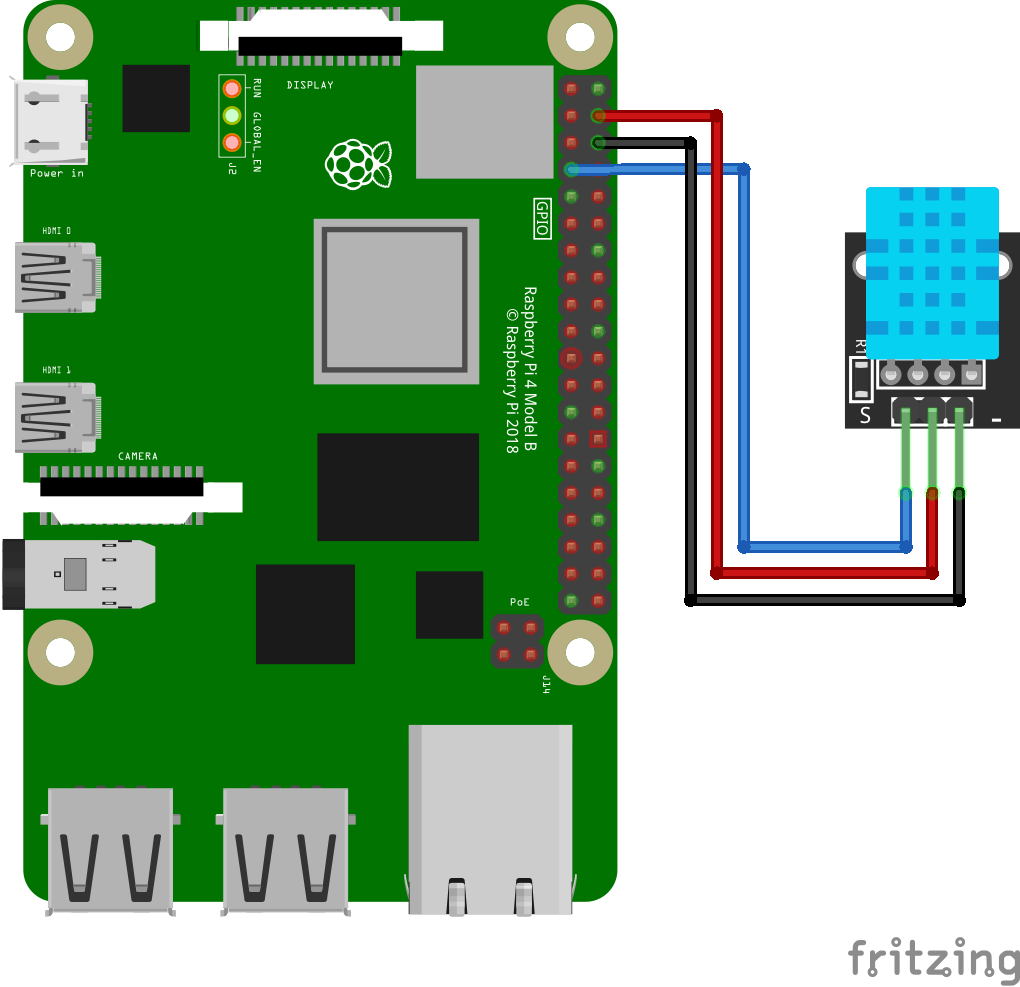 DISPLAY
RUN
GLOBAL_EN
J2
Power in
HDMI 0
GPIO
Raspberry Pi 4 Model B
© Raspberry Pi 2018
HDMI 1
CAMERA
S
-
PoE
J14
fritzing